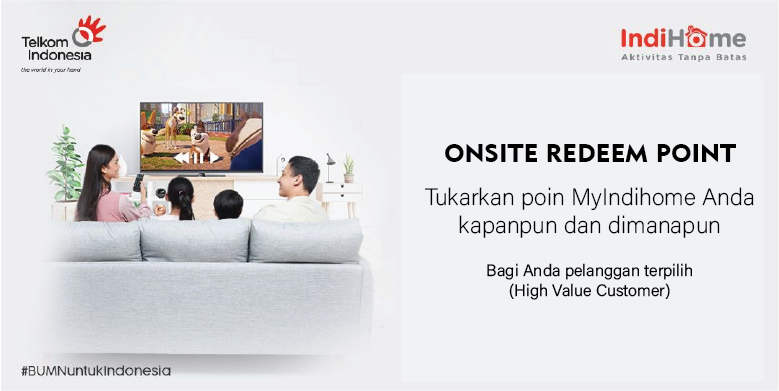 Telkom
Indonesia
the world in your hand
IndiHome
Aktivitas Tanpa Batas
ONSITE REDEEM POINT
Tukarkan poin MyIndihome Anda
kapanpun dan dimanapun
Bagi Anda pelanggan terpilih
(High Value Customer)
#BUMNuntukIndonesia